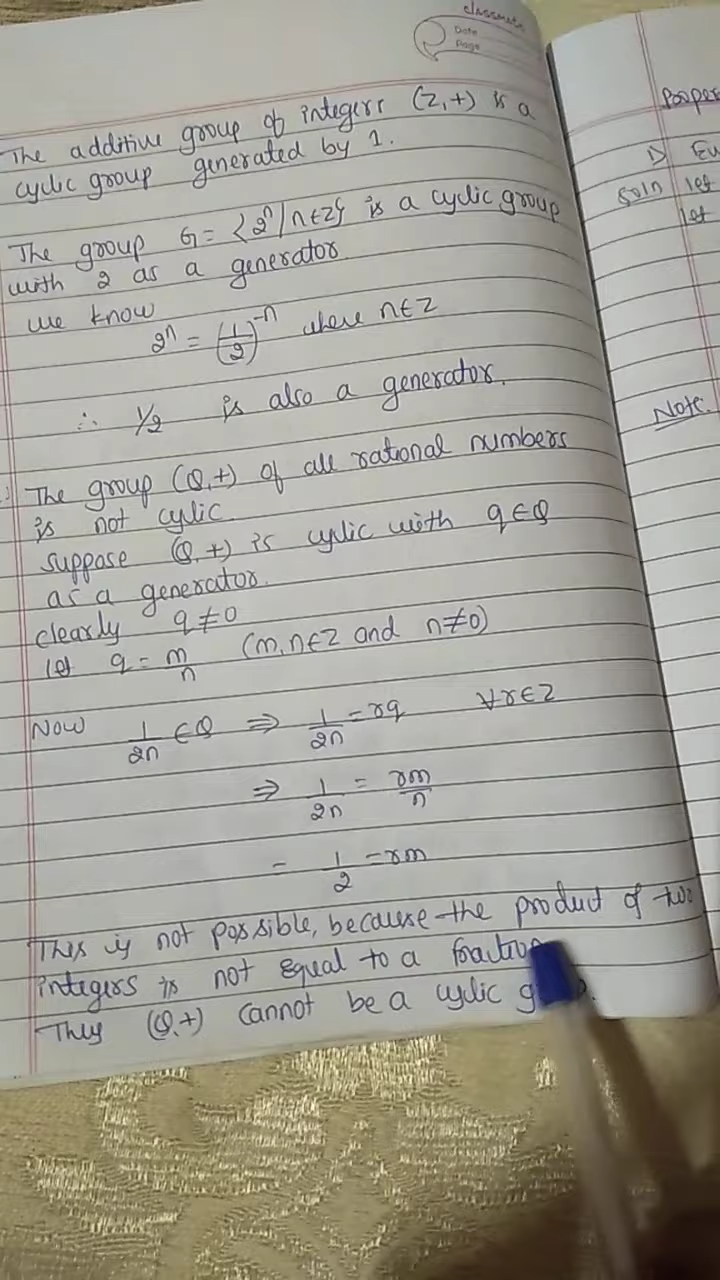 classmate
Date
Page
The additive group of integers (Z,+) is a
cyclic group generated by 1.
The group G = {2ⁿ/n∈Z} is a cyclic group
with 2 as a generator
we know
2ⁿ = (1/2)⁻ⁿ where n∈Z
∴ 1/2 is also a generator.
The group (Q,+) of all rational numbers
is not cyclic.
suppose (Q,+) is cyclic with q∈Q
as a generator.
clearly q≠0
let q = m/n (m,n∈Z and n≠0)
Now 1/2n ∈Q ⇒ 1/2n = rq ∀r∈Z
⇒ 1/2n = rm/n
= 1/2 = rm
This is not possible, because the product of two
integers is not equal to a fraction
Thus (Q,+) cannot be a cyclic
Proper
1) Eu
Soln let
let
Note.